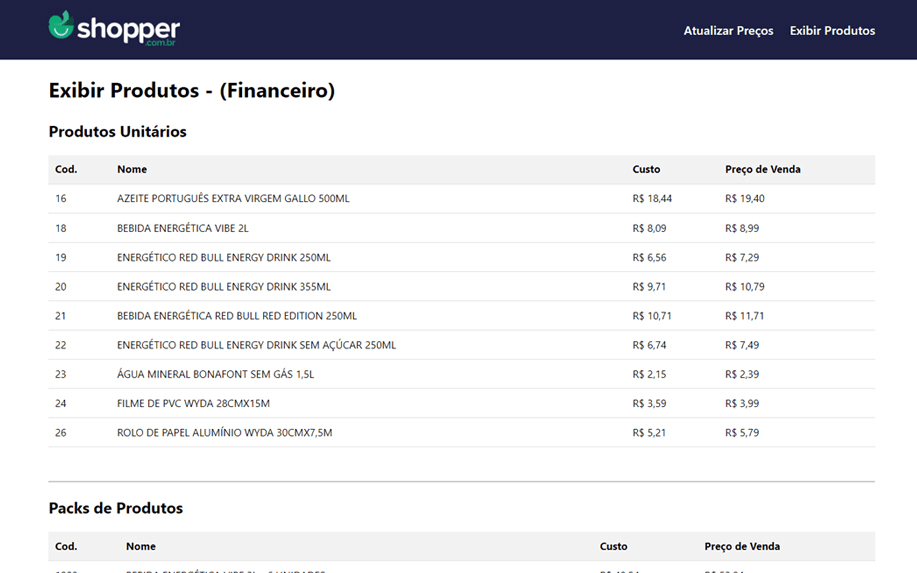 shopper
.com.br
Atualizar Preços Exibir Produtos
Exibir Produtos - (Financeiro)
Produtos Unitários
Cod. Nome Custo Preço de Venda
16 AZEITE PORTUGUÊS EXTRA VIRGEM GALLO 500ML R$ 18,44 R$ 19,40
18 BEBIDA ENERGÉTICA VIBE 2L R$ 8,09 R$ 8,99
19 ENERGÉTICO RED BULL ENERGY DRINK 250ML R$ 6,56 R$ 7,29
20 ENERGÉTICO RED BULL ENERGY DRINK 355ML R$ 9,71 R$ 10,79
21 BEBIDA ENERGÉTICA RED BULL RED EDITION 250ML R$ 10,71 R$ 11,71
22 ENERGÉTICO RED BULL ENERGY DRINK SEM AÇÚCAR 250ML R$ 6,74 R$ 7,49
23 ÁGUA MINERAL BONAFONT SEM GÁS 1,5L R$ 2,15 R$ 2,39
24 FILME DE PVC WYDA 28CMX15M R$ 3,59 R$ 3,99
26 ROLO DE PAPEL ALUMÍNIO WYDA 30CMX7,5M R$ 5,21 R$ 5,79
Packs de Produtos
Cod. Nome Custo Preço de Venda